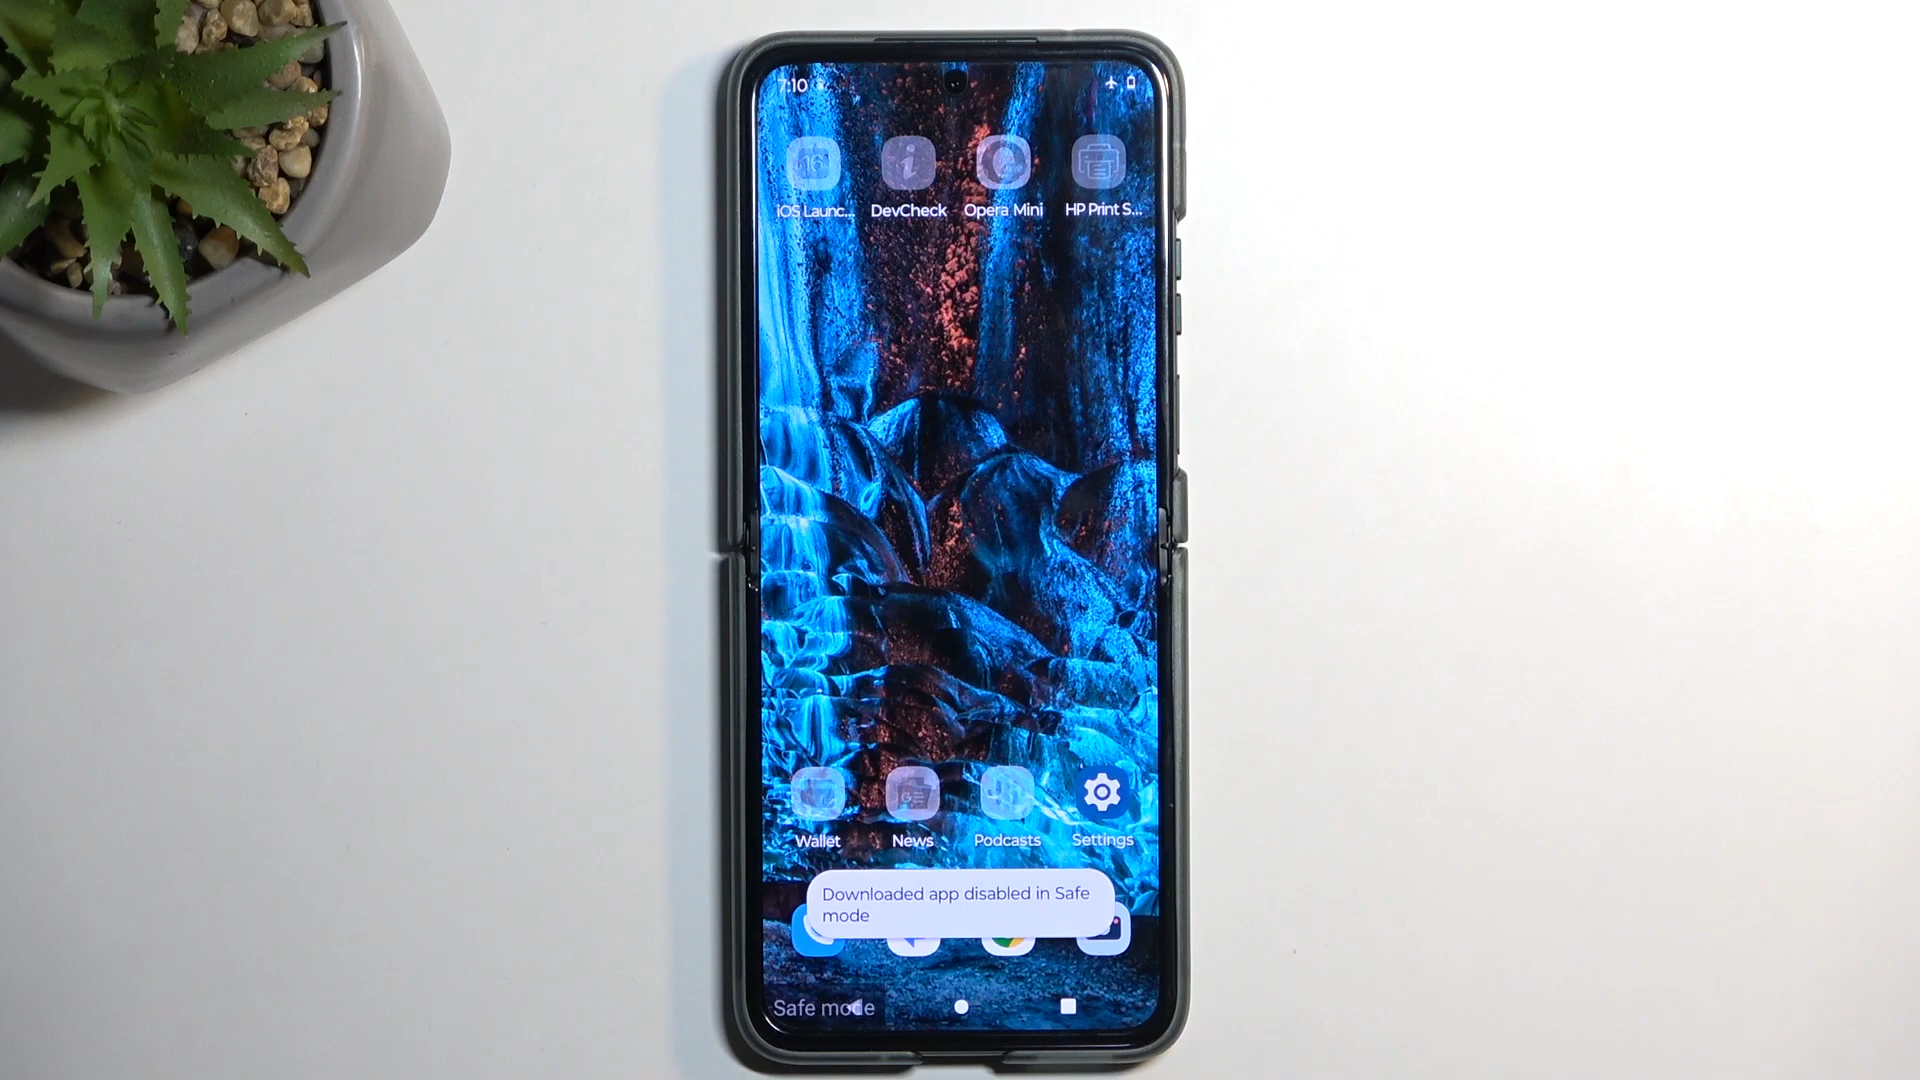 7:10
16
iOS Launc... DevCheck Opera Mini HP Print S...
Wallet News Podcasts Settings
Downloaded app disabled in Safe
mode
Safe mode